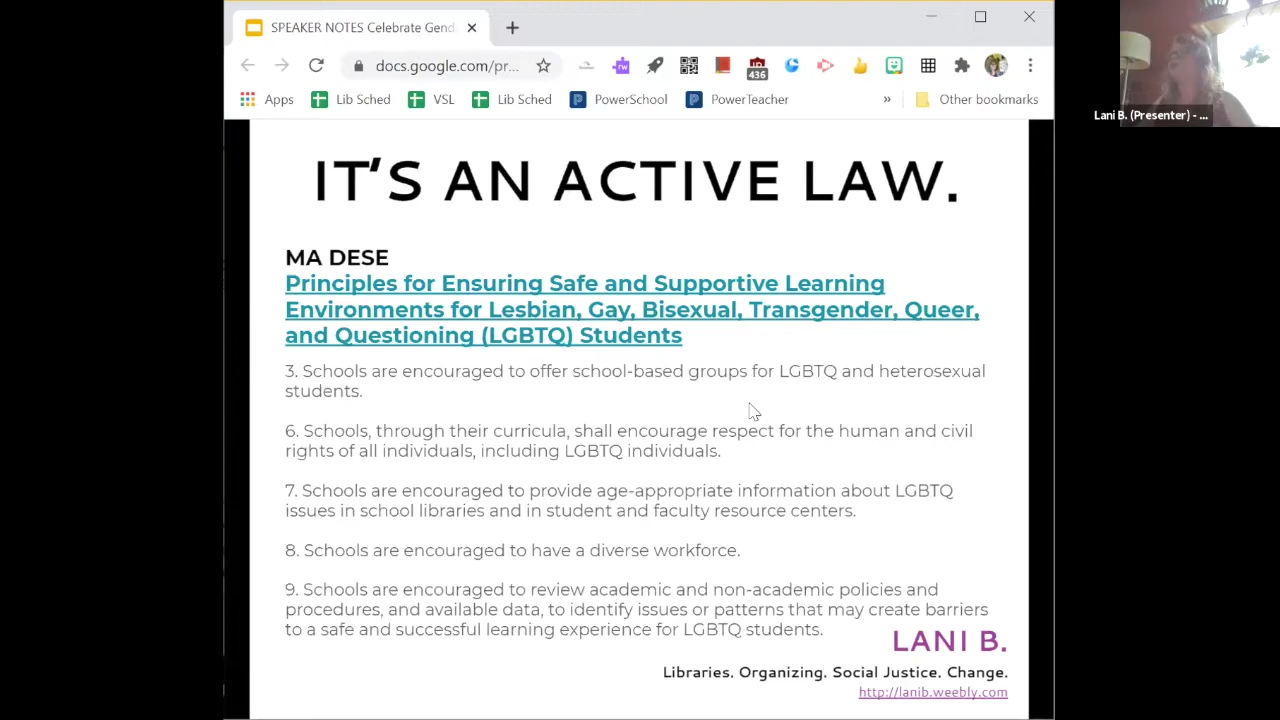 SPEAKER NOTES Celebrate Gend
docs.google.com/pr...
rw
436
Apps
Lib Sched
VSL
Lib Sched
PowerSchool
PowerTeacher
»
Other bookmarks
Lani B. (Presenter) - ...
IT'S AN ACTIVE LAW.
MA DESE
Principles for Ensuring Safe and Supportive Learning
Environments for Lesbian, Gay, Bisexual, Transgender, Queer,
and Questioning (LGBTQ) Students
3. Schools are encouraged to offer school-based groups for LGBTQ and heterosexual
students.
6. Schools, through their curricula, shall encourage respect for the human and civil
rights of all individuals, including LGBTQ individuals.
7. Schools are encouraged to provide age-appropriate information about LGBTQ
issues in school libraries and in student and faculty resource centers.
8. Schools are encouraged to have a diverse workforce.
9. Schools are encouraged to review academic and non-academic policies and
procedures, and available data, to identify issues or patterns that may create barriers
to a safe and successful learning experience for LGBTQ students.
LANI B.
Libraries. Organizing. Social Justice. Change.
http://lanib.weebly.com